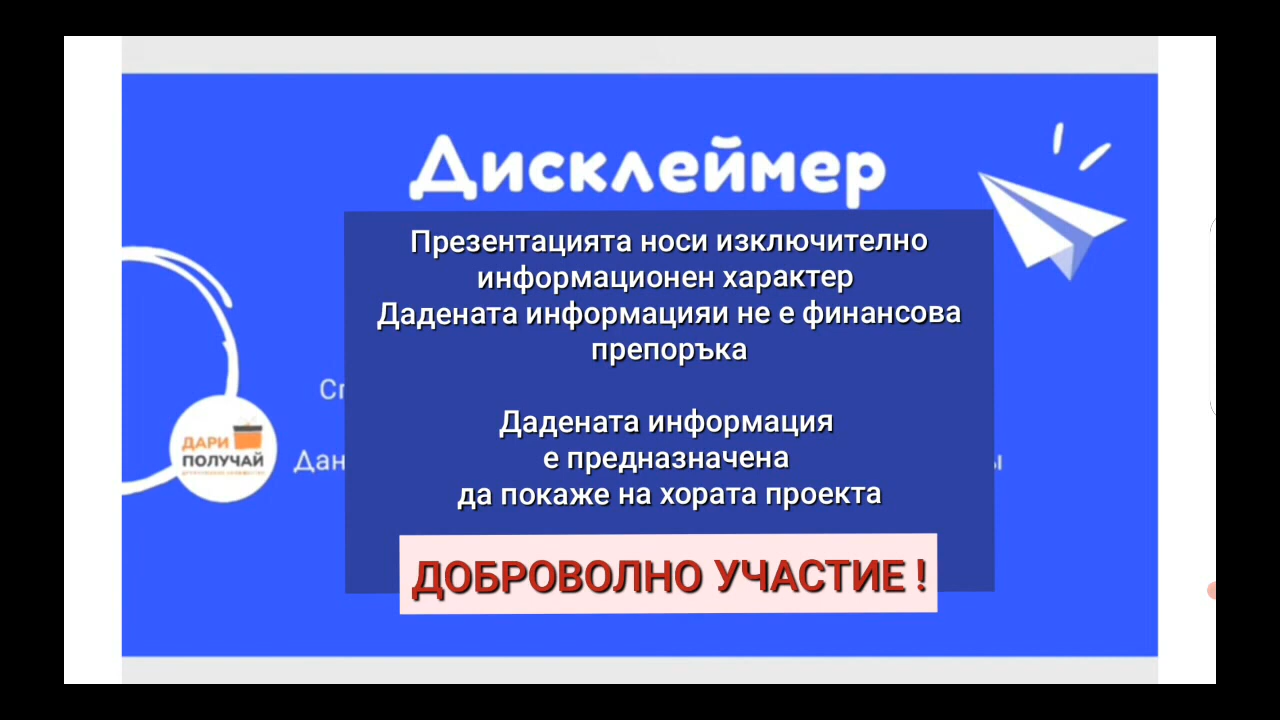 Дисклеймер
Презентацията носи изключително
информационен характер
Дадената информацияи не е финансова
препоръка
Дадената информация
е предназначена
да покаже на хората проекта
ДОБРОВОЛНО УЧАСТИЕ !
ДАРИ
ПОЛУЧАЙ